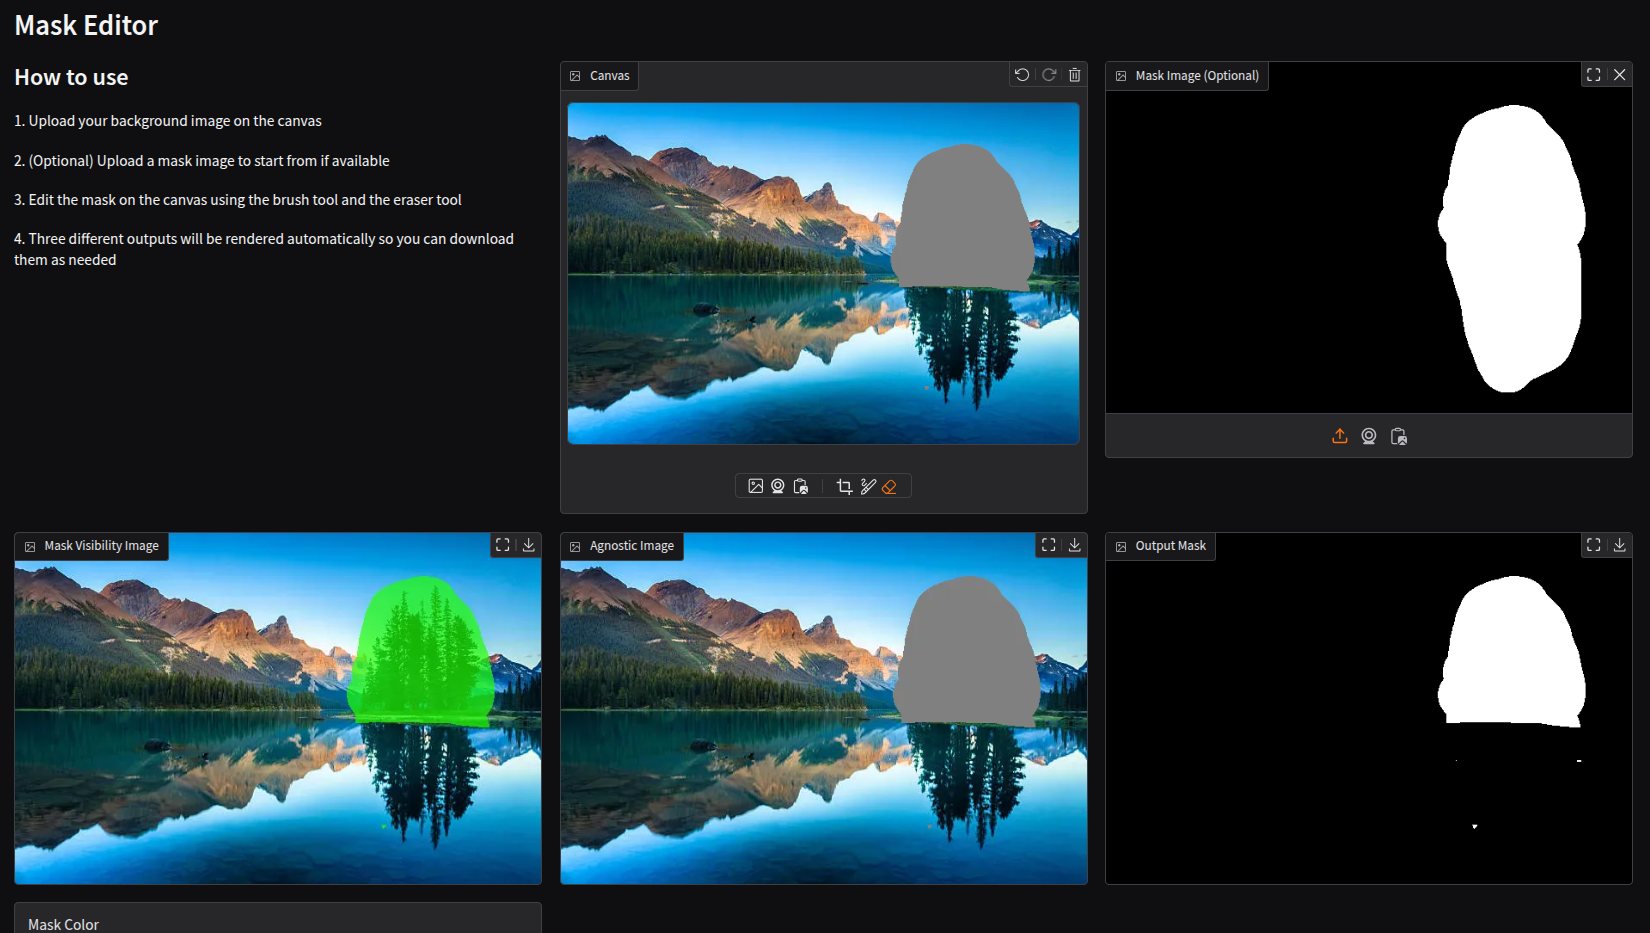 Mask Editor
How to use
1. Upload your background image on the canvas
2. (Optional) Upload a mask image to start from if available
3. Edit the mask on the canvas using the brush tool and the eraser tool
4. Three different outputs will be rendered automatically so you can download
them as needed
Canvas
Mask Image (Optional)
Mask Visibility Image
Agnostic Image
Output Mask
Mask Color